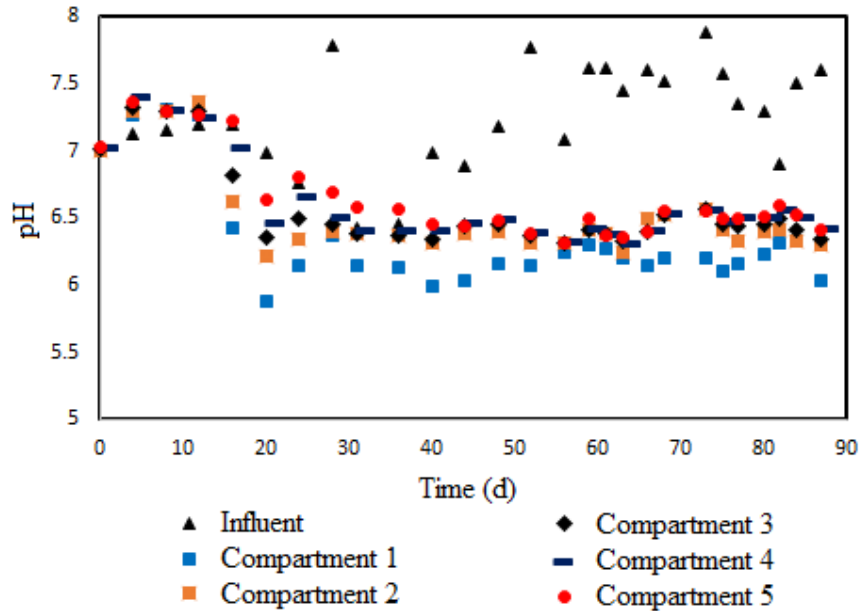 8
7.5
7
6.5
6
5.5
5
pH
0 10 20 30 40 50 60 70 80 90
Time (d)
Influent
Compartment 1
Compartment 2
Compartment 3
Compartment 4
Compartment 5